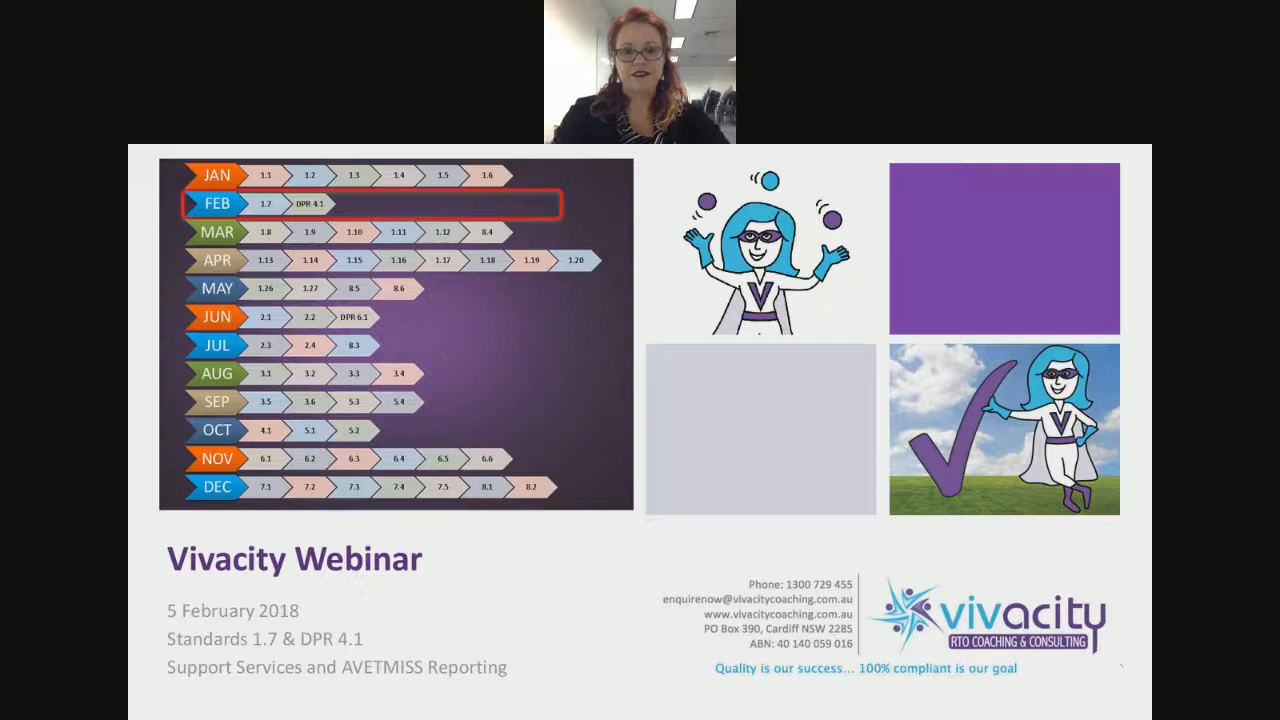 JAN 1.1 1.2 1.3 1.4 1.5 1.6
FEB 1.7 DPR 4.1
MAR 1.8 1.9 1.10 1.11 1.12 8.4
APR 1.13 1.14 1.15 1.16 1.17 1.18 1.19 1.20
MAY 1.26 1.27 8.5 8.6
JUN 2.1 2.2 DPR 6.1
JUL 2.3 2.4 8.3
AUG 3.1 3.2 3.3 3.4
SEP 3.5 3.6 5.3 5.4
OCT 4.1 5.1 5.2
NOV 6.1 6.2 6.3 6.4 6.5 6.6
DEC 7.1 7.2 7.3 7.4 7.5 8.1 8.2
V
V
Vivacity Webinar
5 February 2018
Standards 1.7 & DPR 4.1
Support Services and AVETMISS Reporting
Phone: 1300 729 455
enquirenow@vivacitycoaching.com.au
www.vivacitycoaching.com.au
PO Box 390, Cardiff NSW 2285
ABN: 40 140 059 016
vivacity
RTO COACHING & CONSULTING
Quality is our success... 100% compliant is our goal